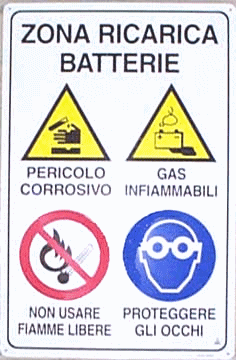 ZONA RICARICA
BATTERIE
PERICOLO
CORROSIVO
GAS
INFIAMMABILI
NON USARE
FIAMME LIBERE
PROTEGGERE
GLI OCCHI